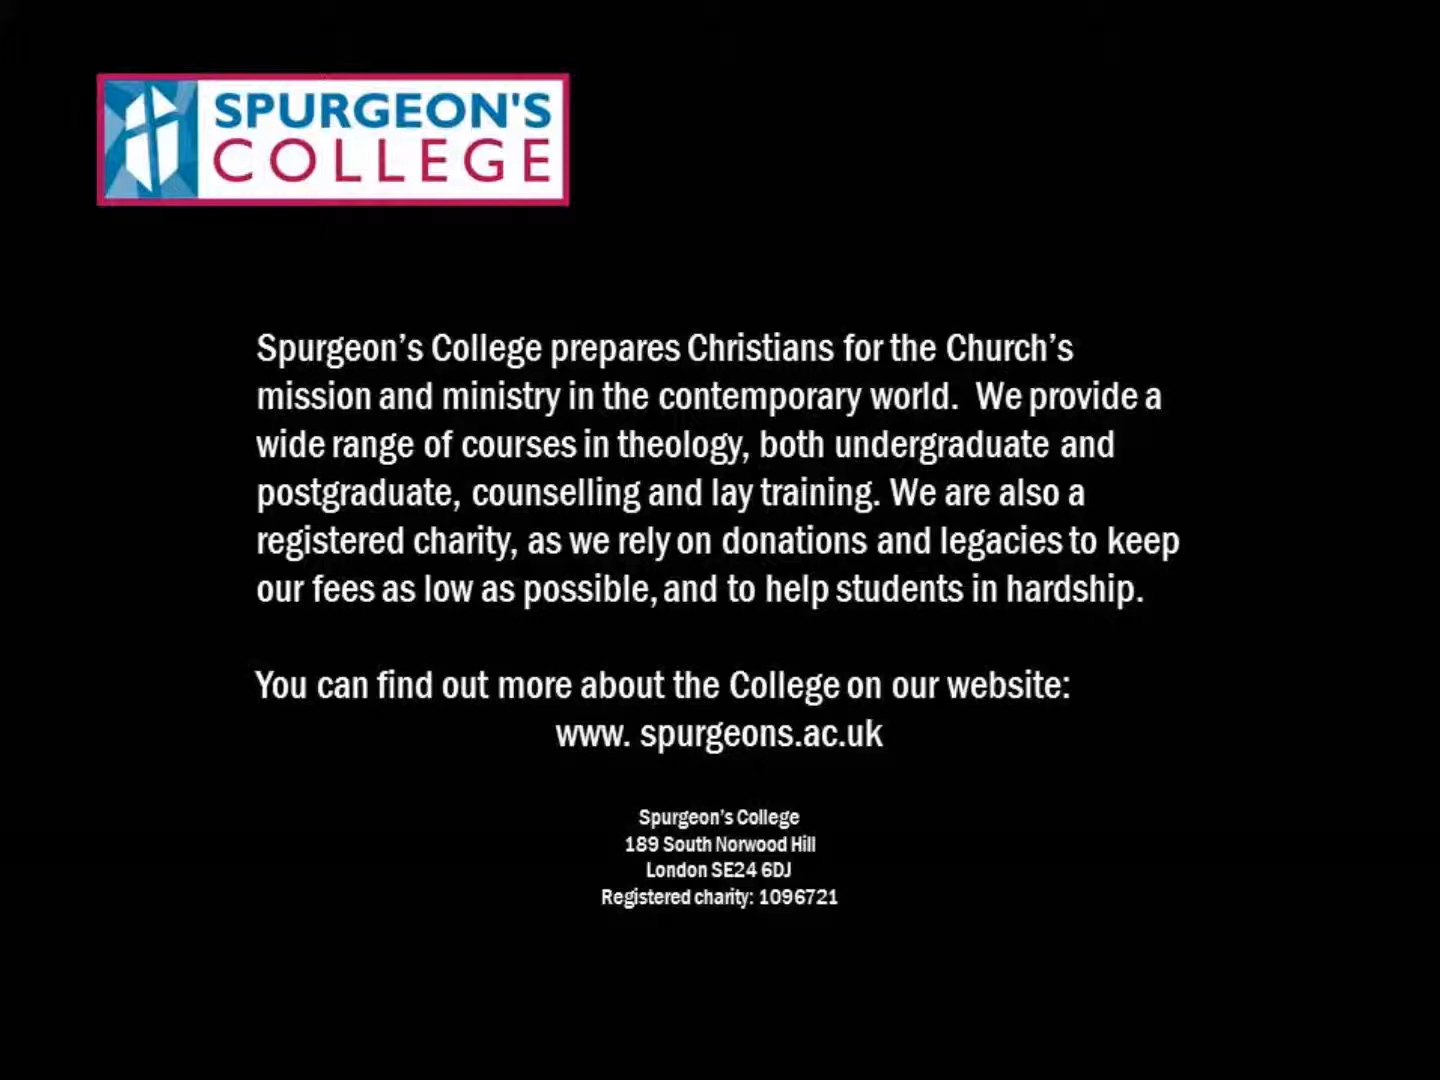 SPURGEON'S
COLLEGE
Spurgeon’s College prepares Christians for the Church’s
mission and ministry in the contemporary world.  We provide a
wide range of courses in theology, both undergraduate and
postgraduate, counselling and lay training. We are also a
registered charity, as we rely on donations and legacies to keep
our fees as low as possible, and to help students in hardship.
You can find out more about the College on our website:
www. spurgeons.ac.uk
Spurgeon’s College
189 South Norwood Hill
London SE24 6DJ
Registered charity: 1096721